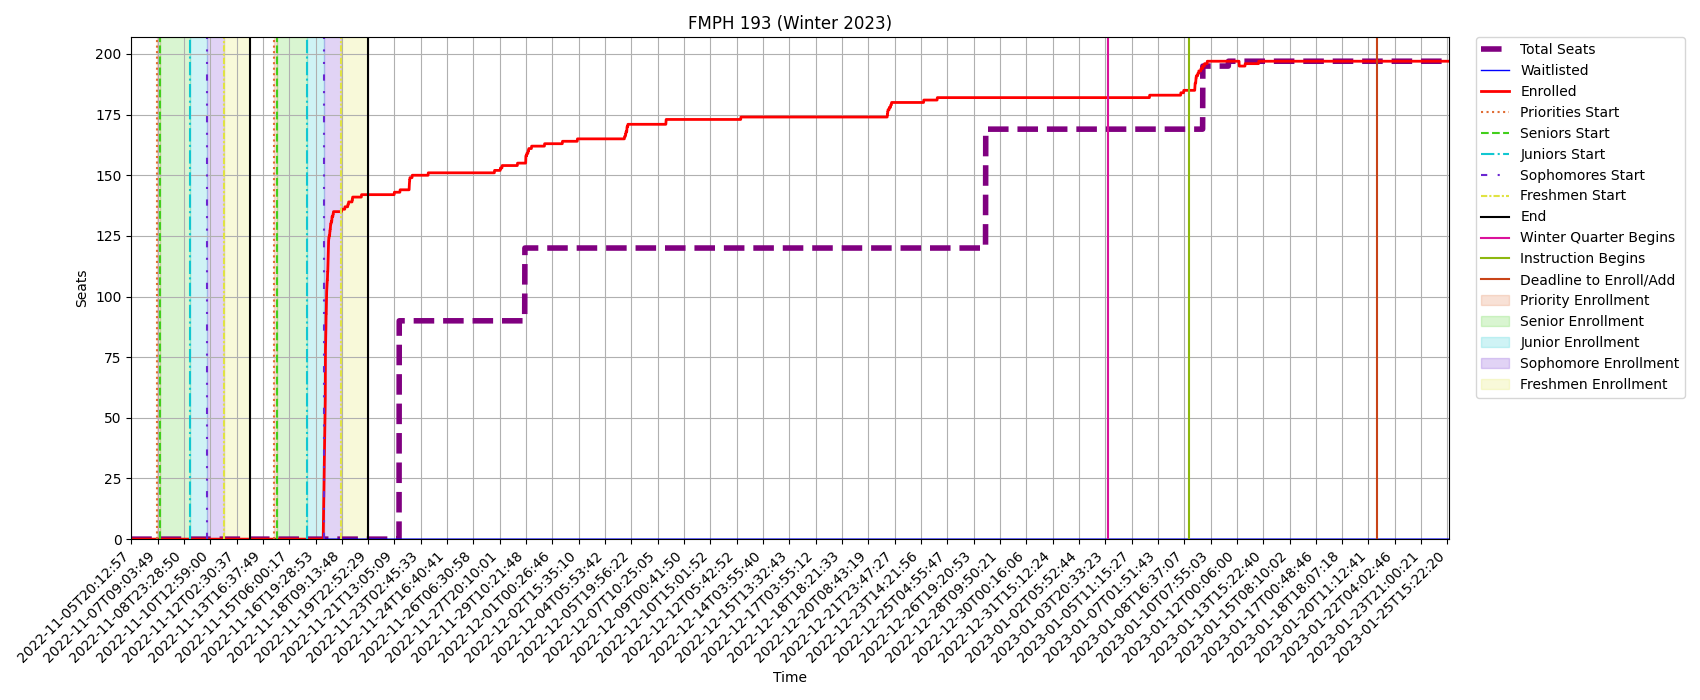 FMPH 193 (Winter 2023)
Seats
200
175
150
125
100
75
50
25
0
2022-11-05T20:12:57
2022-11-07T09:03:49
2022-11-08T23:28:50
2022-11-10T12:59:00
2022-11-12T02:30:37
2022-11-13T16:37:49
2022-11-15T06:00:17
2022-11-16T19:28:53
2022-11-18T09:13:48
2022-11-19T22:52:29
2022-11-21T13:05:09
2022-11-23T02:45:33
2022-11-24T16:40:41
2022-11-26T06:30:58
2022-11-27T20:10:01
2022-11-29T10:21:48
2022-12-01T00:26:46
2022-12-02T15:35:10
2022-12-04T05:53:42
2022-12-05T19:56:22
2022-12-07T10:25:05
2022-12-09T00:41:50
2022-12-10T15:01:52
2022-12-12T05:42:52
2022-12-14T03:55:40
2022-12-15T13:32:43
2022-12-17T03:55:12
2022-12-18T18:21:33
2022-12-20T08:43:19
2022-12-21T23:47:27
2022-12-23T14:21:56
2022-12-25T04:55:47
2022-12-26T19:20:53
2022-12-28T09:50:21
2022-12-30T00:16:06
2022-12-31T15:12:24
2023-01-02T05:52:44
2023-01-03T20:33:23
2023-01-05T11:15:27
2023-01-07T01:51:43
2023-01-08T16:37:07
2023-01-10T07:55:03
2023-01-12T00:06:00
2023-01-13T15:22:40
2023-01-15T08:10:02
2023-01-17T00:48:46
2023-01-18T18:07:18
2023-01-20T11:12:41
2023-01-22T04:02:46
2023-01-23T21:00:21
2023-01-25T15:22:20
Time
Total Seats
Waitlisted
Enrolled
Priorities Start
Seniors Start
Juniors Start
Sophomores Start
Freshmen Start
End
Winter Quarter Begins
Instruction Begins
Deadline to Enroll/Add
Priority Enrollment
Senior Enrollment
Junior Enrollment
Sophomore Enrollment
Freshmen Enrollment